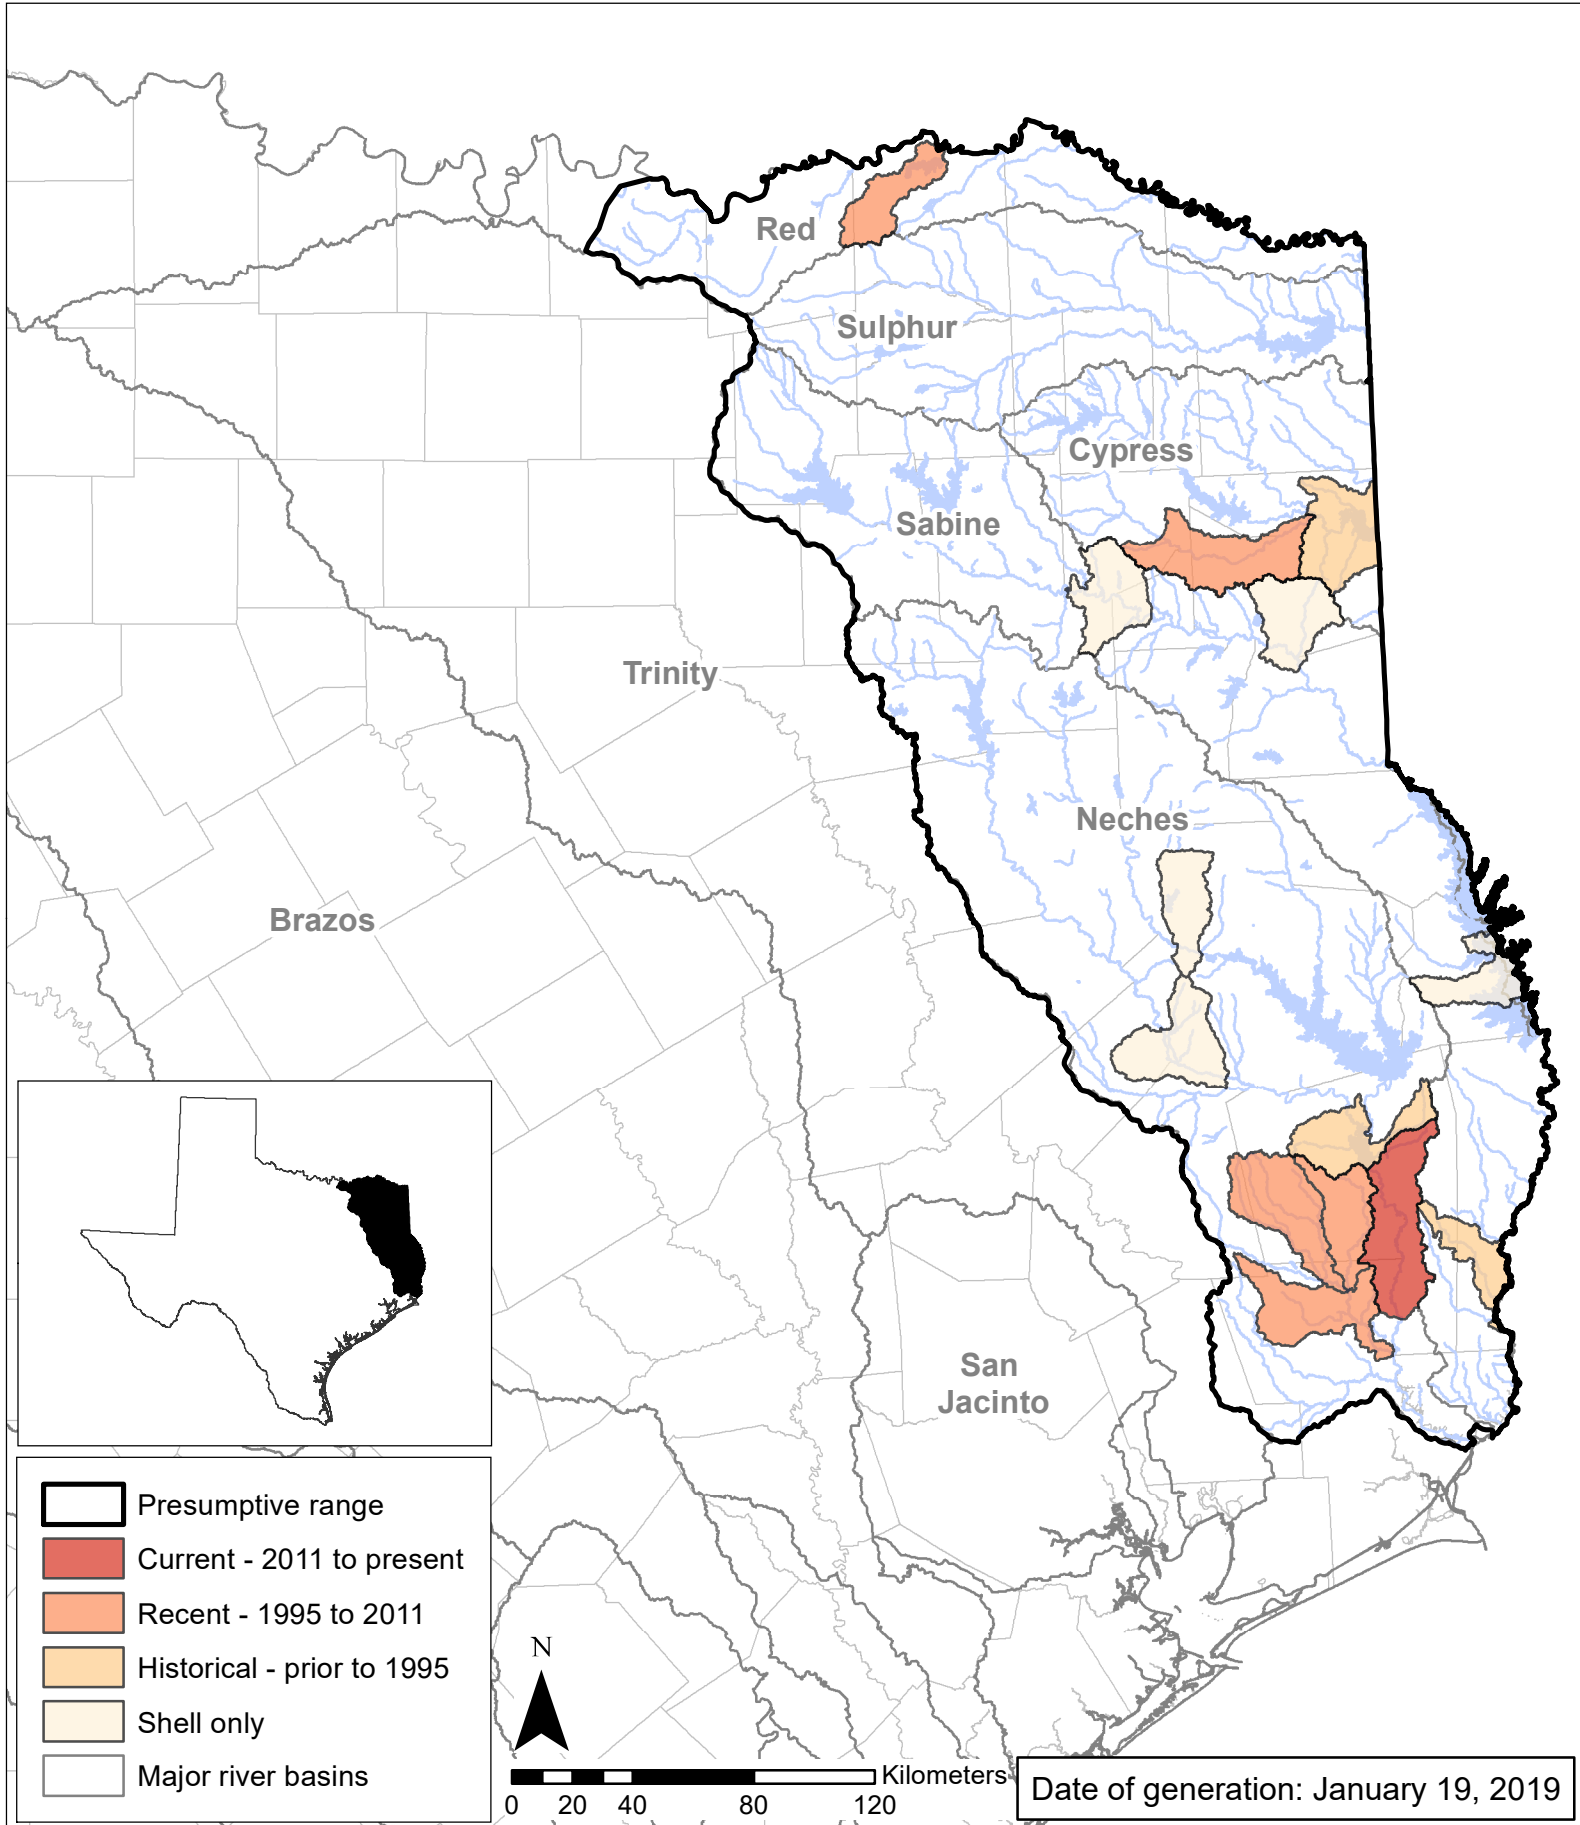 Red
Sulphur
Cypress
Sabine
Trinity
Neches
Brazos
San
Jacinto
Presumptive range
Current - 2011 to present
Recent - 1995 to 2011
Historical - prior to 1995
Shell only
Major river basins
N
Kilometers
0 20 40 80 120
Date of generation: January 19, 2019